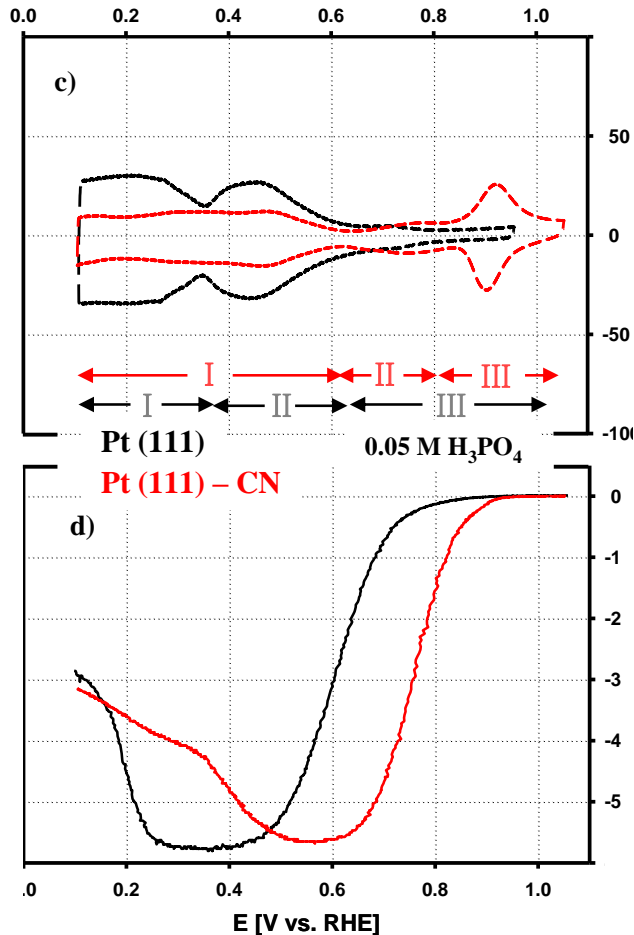 0.0 0.2 0.4 0.6 0.8 1.0
c)
50
0
-50
I II III
I II III
-100
Pt (111) 0.05 M H₃PO₄
Pt (111) – CN
d)
0
-1
-2
-3
-4
-5
0.0 0.2 0.4 0.6 0.8 1.0
E [V vs. RHE]